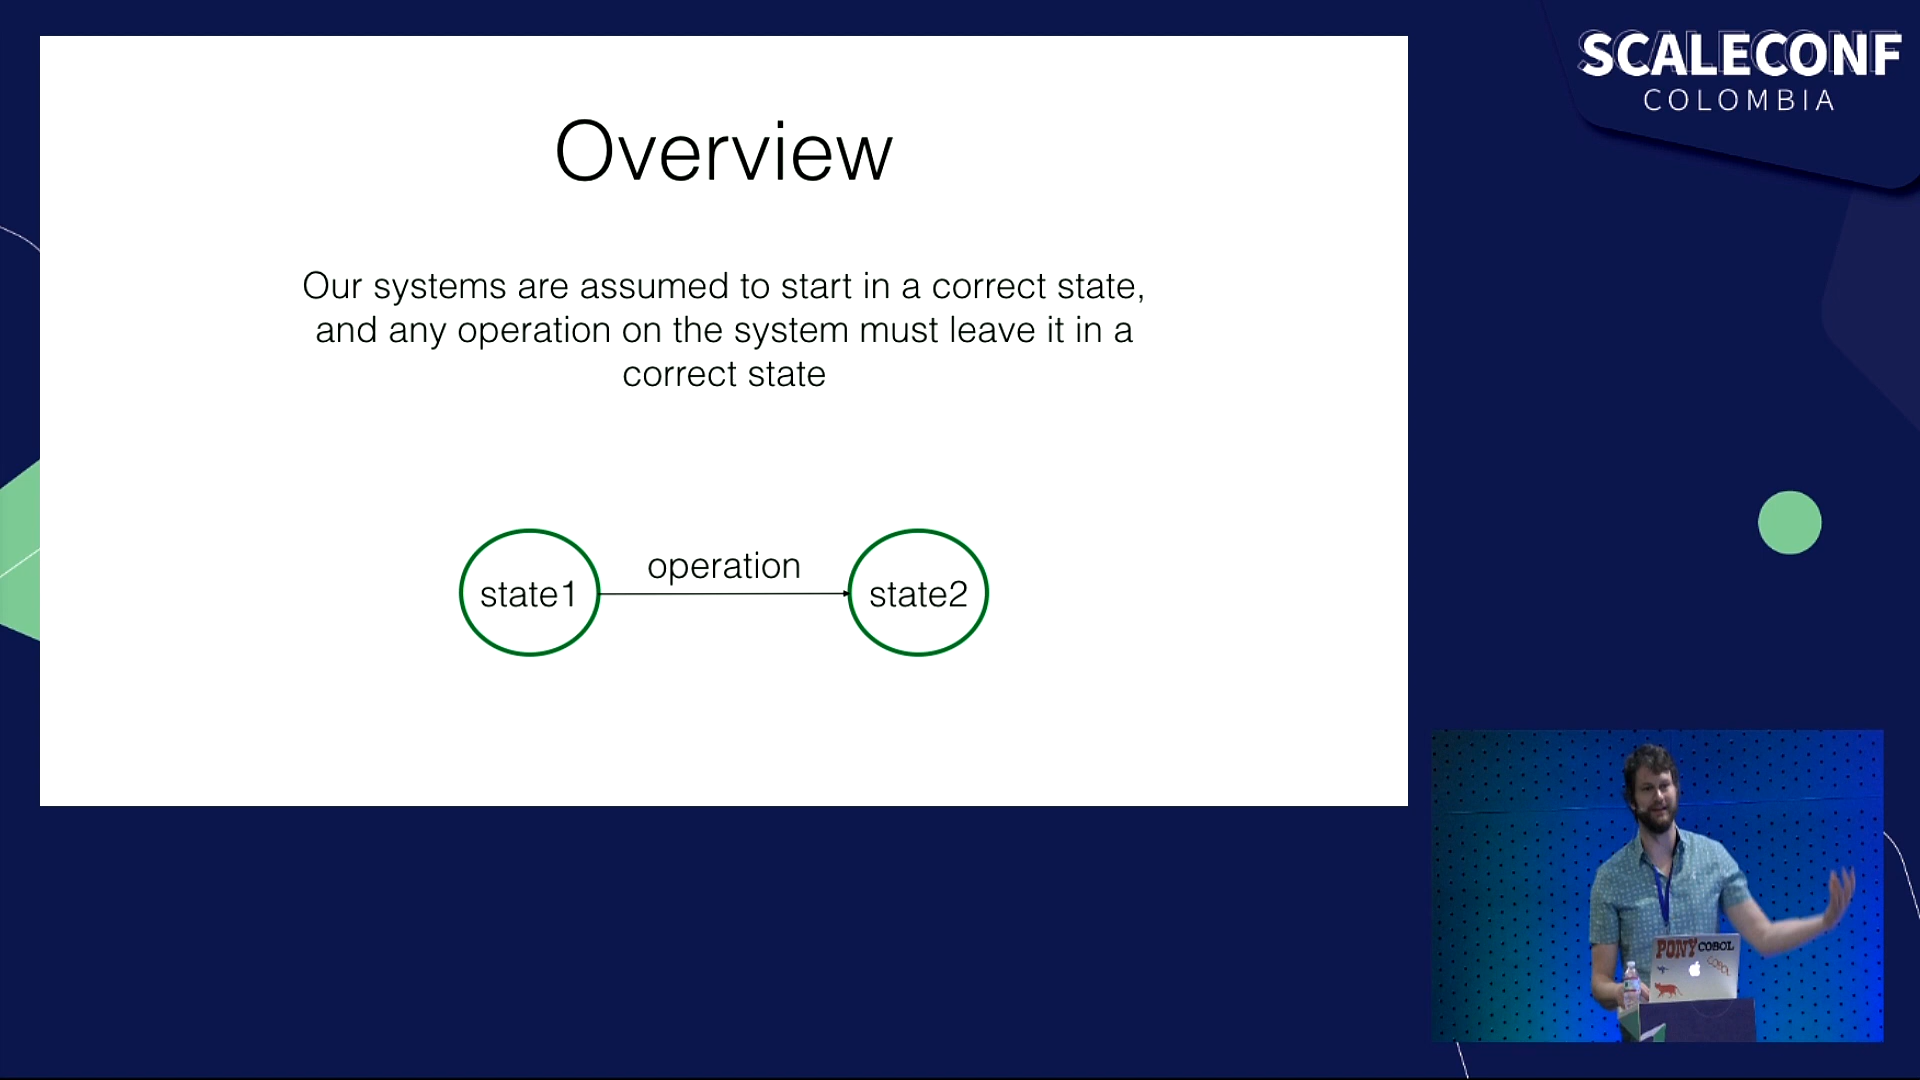 SCALECONF
COLOMBIA
Overview
Our systems are assumed to start in a correct state,
and any operation on the system must leave it in a
correct state
state1
operation
state2
PONY COBOL
COBOL